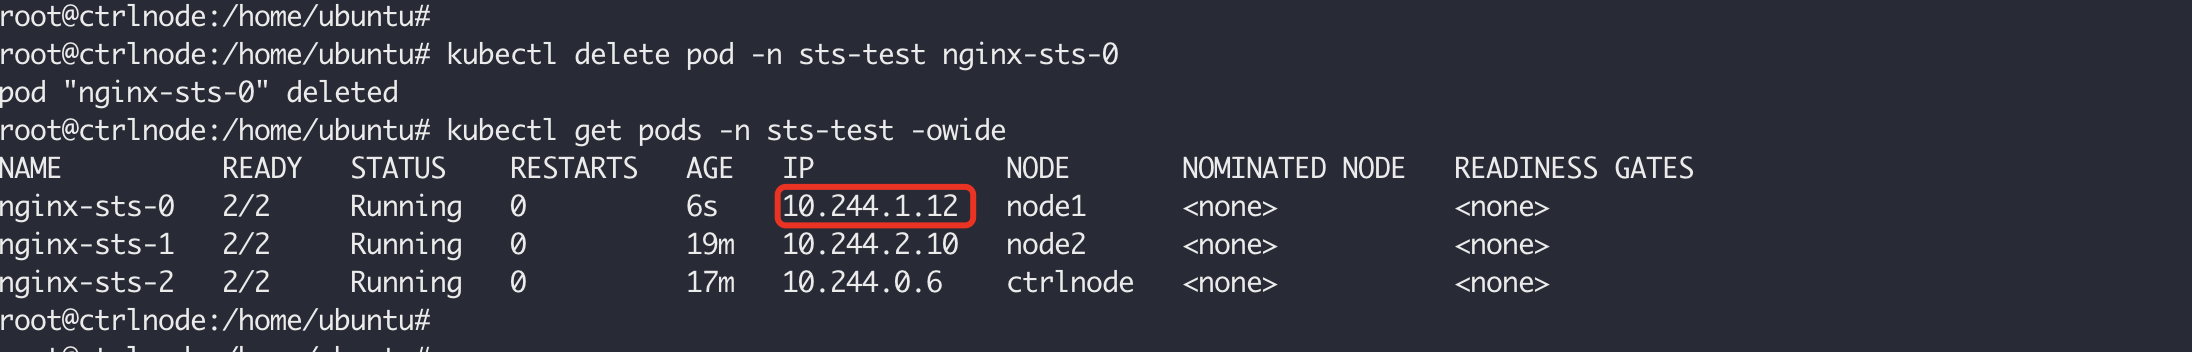 root@ctrlnode:/home/ubuntu#
root@ctrlnode:/home/ubuntu# kubectl delete pod -n sts-test nginx-sts-0
pod "nginx-sts-0" deleted
root@ctrlnode:/home/ubuntu# kubectl get pods -n sts-test -owide
NAME          READY   STATUS    RESTARTS   AGE   IP            NODE       NOMINATED NODE   READINESS GATES
nginx-sts-0   2/2     Running   0          6s    10.244.1.12   node1      <none>           <none>
nginx-sts-1   2/2     Running   0          19m   10.244.2.10   node2      <none>           <none>
nginx-sts-2   2/2     Running   0          17m   10.244.0.6    ctrlnode   <none>           <none>
root@ctrlnode:/home/ubuntu#
root@ctrlnode:/home/ubuntu#